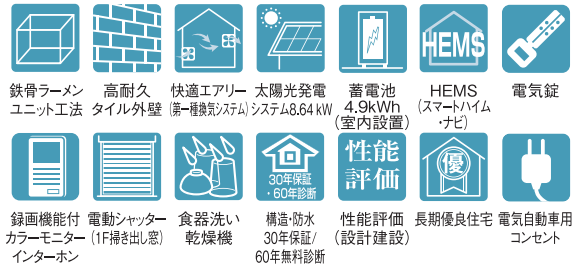 HEMS
鉄骨ラーメン
ユニット工法
高耐久
タイル外壁
快適エアリー
(第一種換気システム)
太陽光発電
システム8.64kW
蓄電池
4.9kWh
(室内設置)
HEMS
(スマートハイム
・ナビ)
電気錠
30年保証
・60年診断
性能
評価
優
録画機能付
カラーモニター
インターホン
電動シャッター
(1F掃き出し窓)
食器洗い
乾燥機
構造・防水
30年保証/
60年無料診断
性能評価
(設計建設)
長期優良住宅
電気自動車用
コンセント